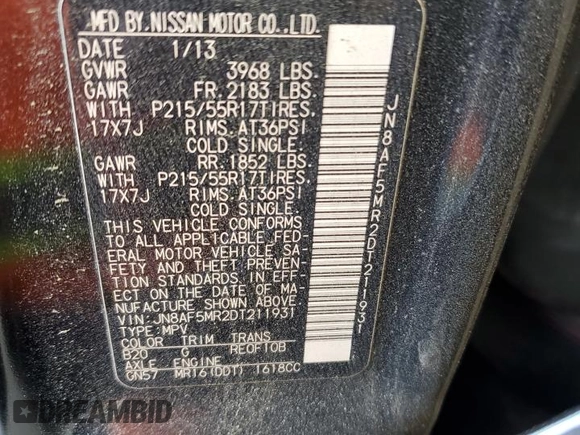 MFD BY.NISSAN MOTOR CO.,LTD.
DATE 1/13
GVWR 3968 LBS.
GAWR FR. 2183 LBS.
WITH P215/55R17TIRES.
17X7J RIMS.AT36PSI
COLD SINGLE.
GAWR RR. 1852 LBS.
WITH P215/55R17TIRES.
17X7J RIMS.AT36PSI
COLD SINGLE.
THIS VEHICLE CONFORMS
TO ALL APPLICABLE FED-
ERAL MOTOR VEHICLE SA-
FETY AND THEFT PREVEN-
TION STANDARDS IN EFF-
ECT ON THE DATE OF MA-
NUFACTURE SHOWN ABOVE.
VIN: JN8AF5MR2DT211931
TYPE: MPV
COLOR TRIM TRANS
B20 G RE0F10B
AXLE ENGINE
GN57 MR16(DDT) 1618CC
JN8AF5MR2DT211931
DREAMBID